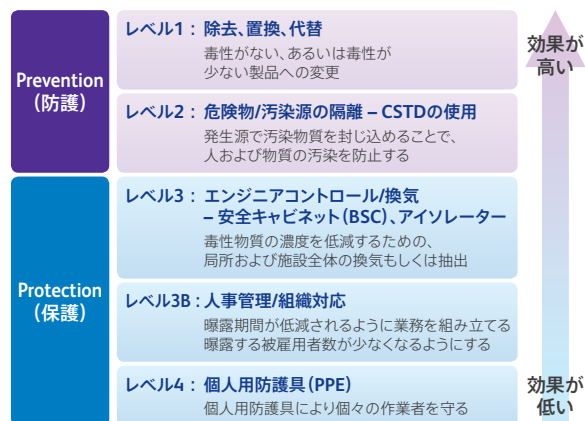 Prevention
(防護)
レベル1 : 除去、置換、代替
毒性がない、あるいは毒性が
少ない製品への変更
レベル2 : 危険物/汚染源の隔離 – CSTDの使用
発生源で汚染物質を封じ込めることで、
人および物質の汚染を防止する
Protection
(保護)
レベル3 : エンジニアコントロール/換気
– 安全キャビネット(BSC)、アイソレーター
毒性物質の濃度を低減するための、
局所および施設全体の換気もしくは抽出
レベル3B : 人事管理/組織対応
曝露期間が低減されるように業務を組み立てる
曝露する被雇用者数が少なくなるようにする
レベル4 : 個人用防護具(PPE)
個人用防護具により個々の作業者を守る
効果が
高い
効果が
低い